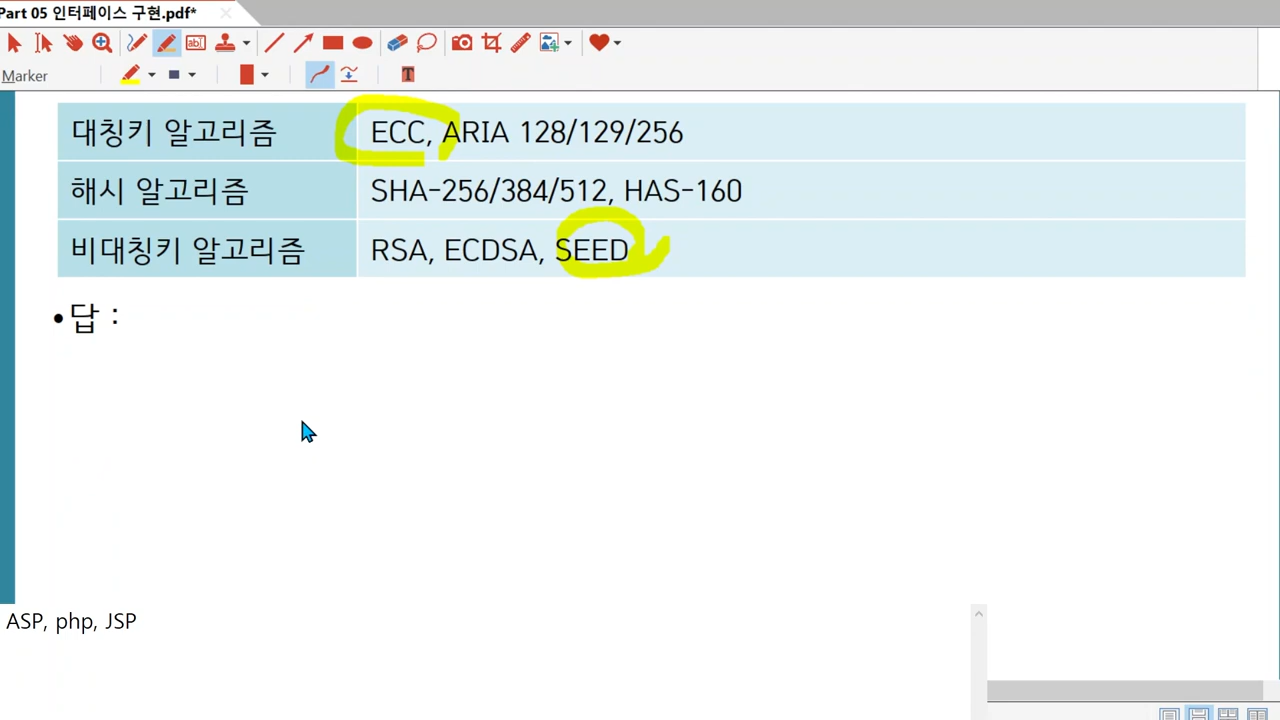 Part 05 인터페이스 구현.pdf*
Marker
대칭키 알고리즘 ECC, ARIA 128/129/256
해시 알고리즘 SHA-256/384/512, HAS-160
비대칭키 알고리즘 RSA, ECDSA, SEED
•답 :
ASP, php, JSP